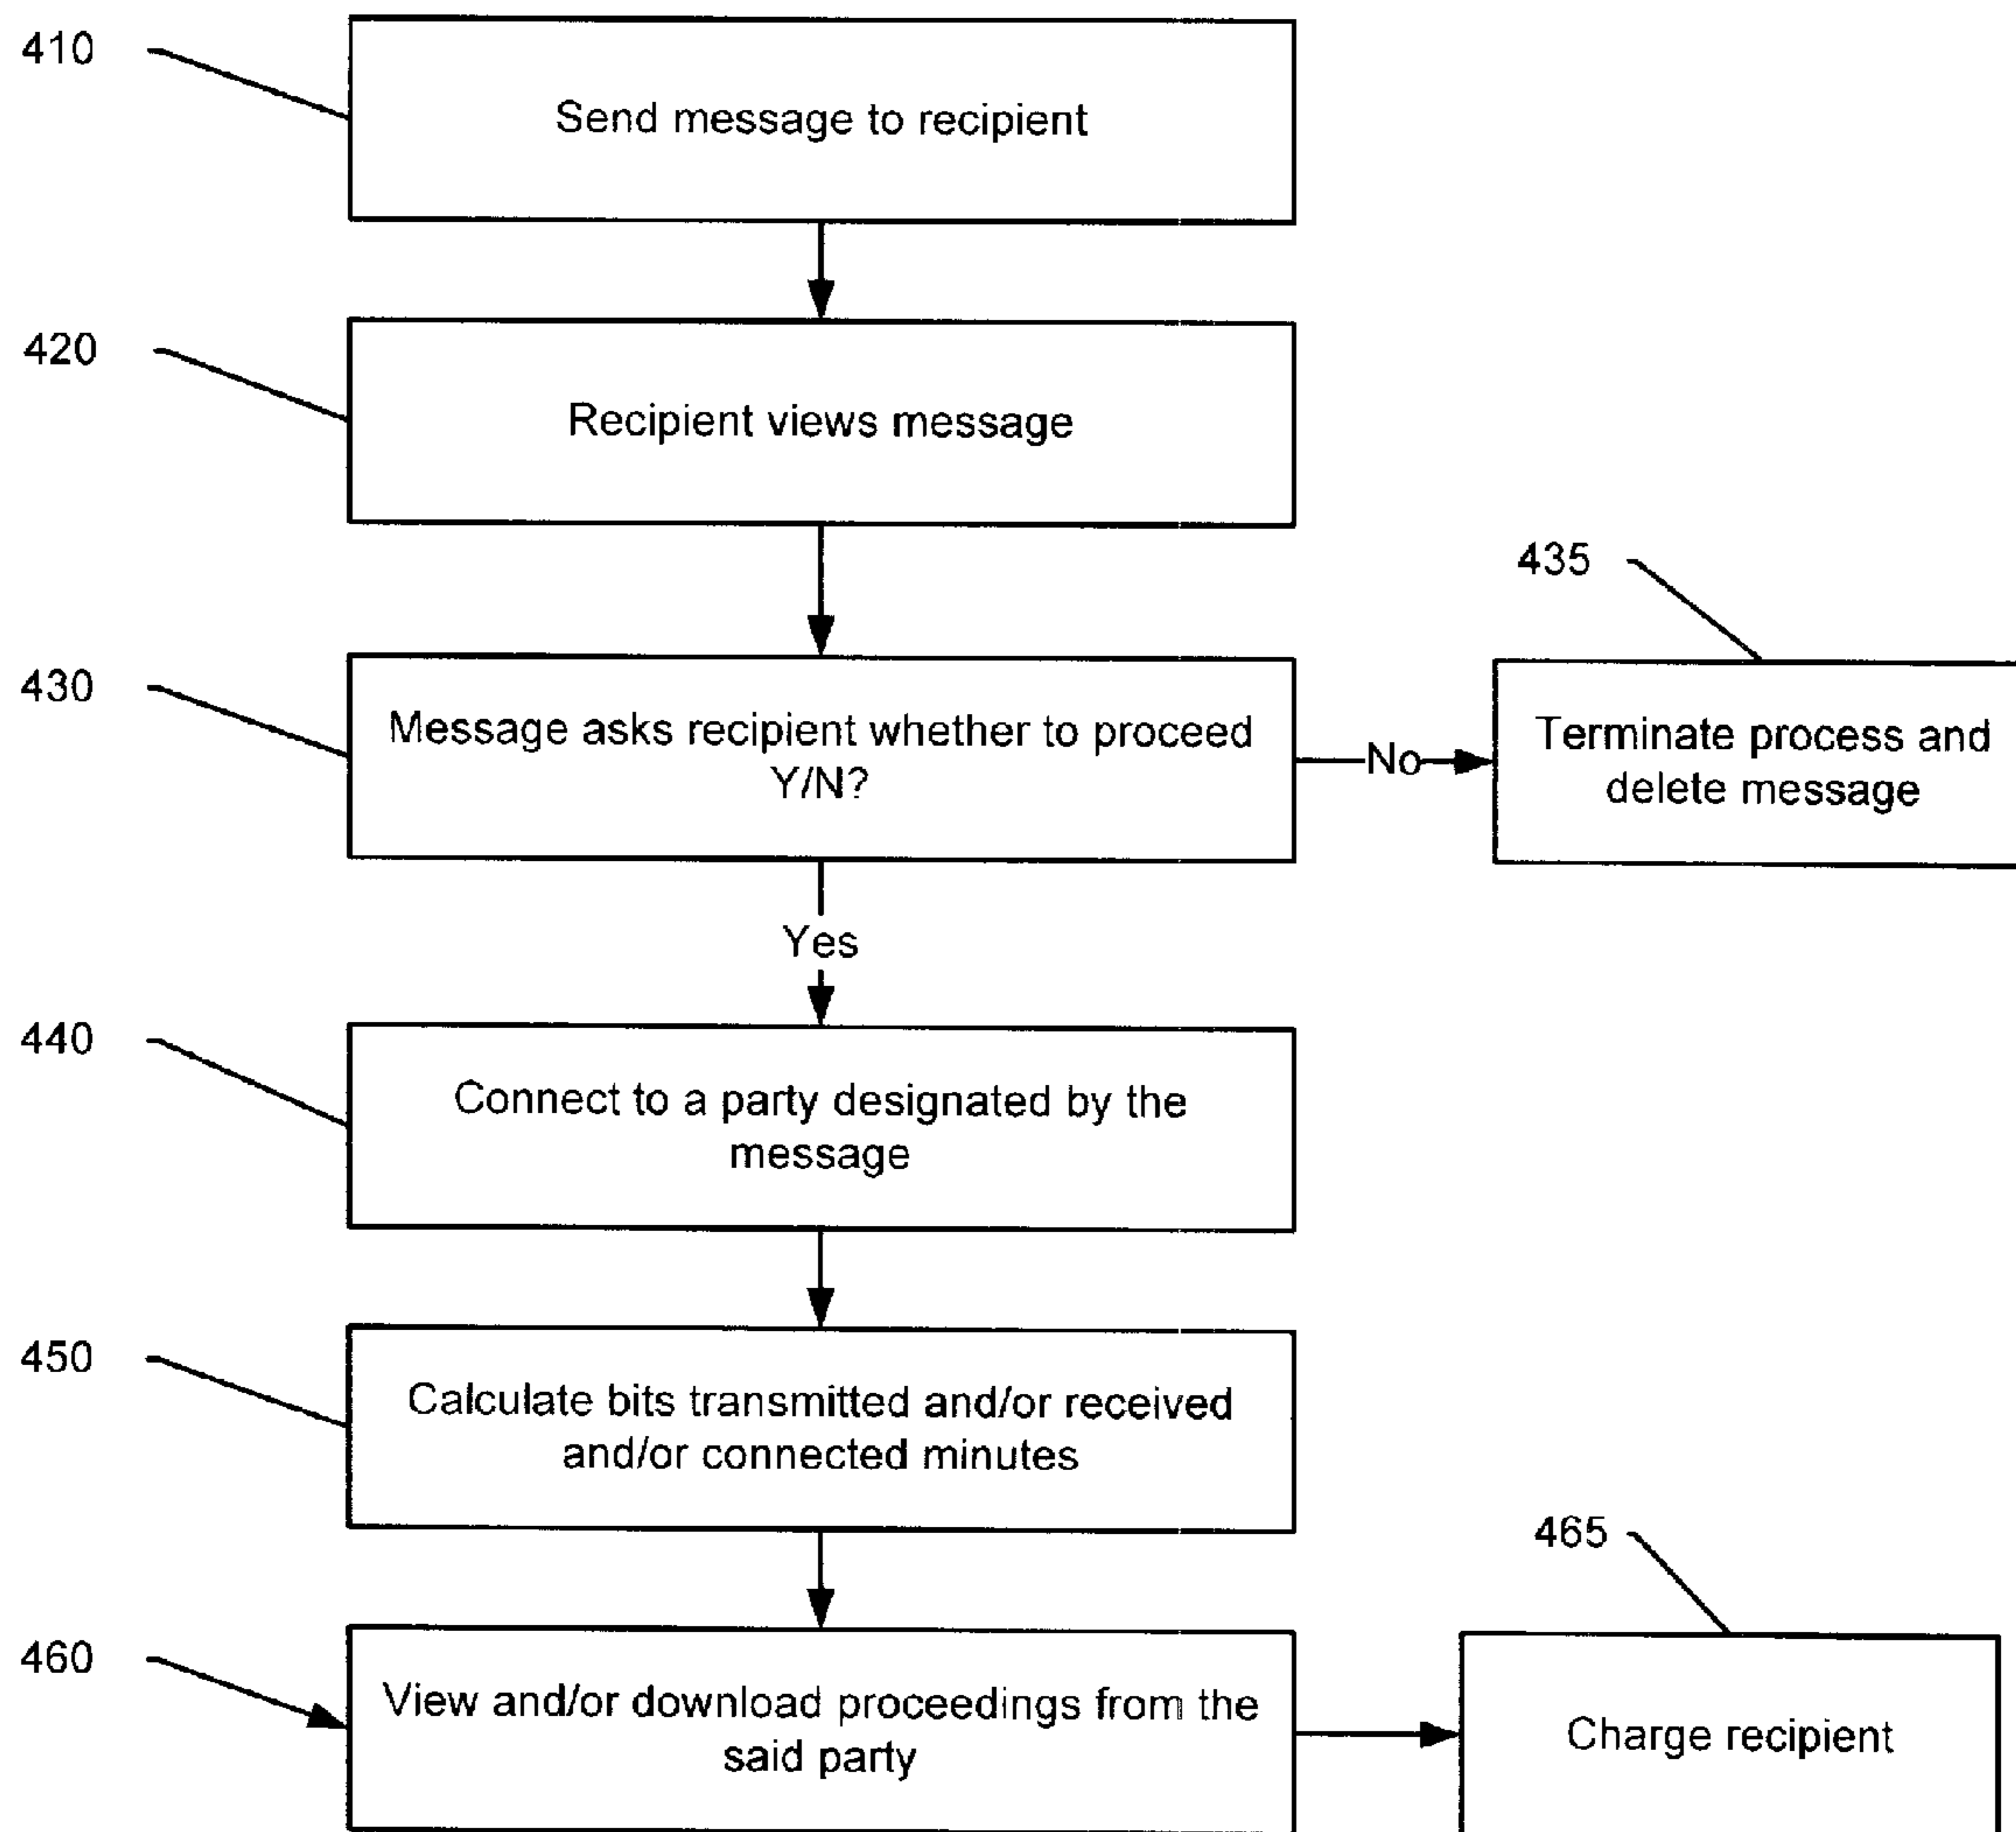 410
Send message to recipient
420
Recipient views message
435
430
Message asks recipient whether to proceed
Y/N?
No
Terminate process and
delete message
Yes
440
Connect to a party designated by the
message
450
Calculate bits transmitted and/or received
and/or connected minutes
465
460
View and/or download proceedings from the
said party
Charge recipient